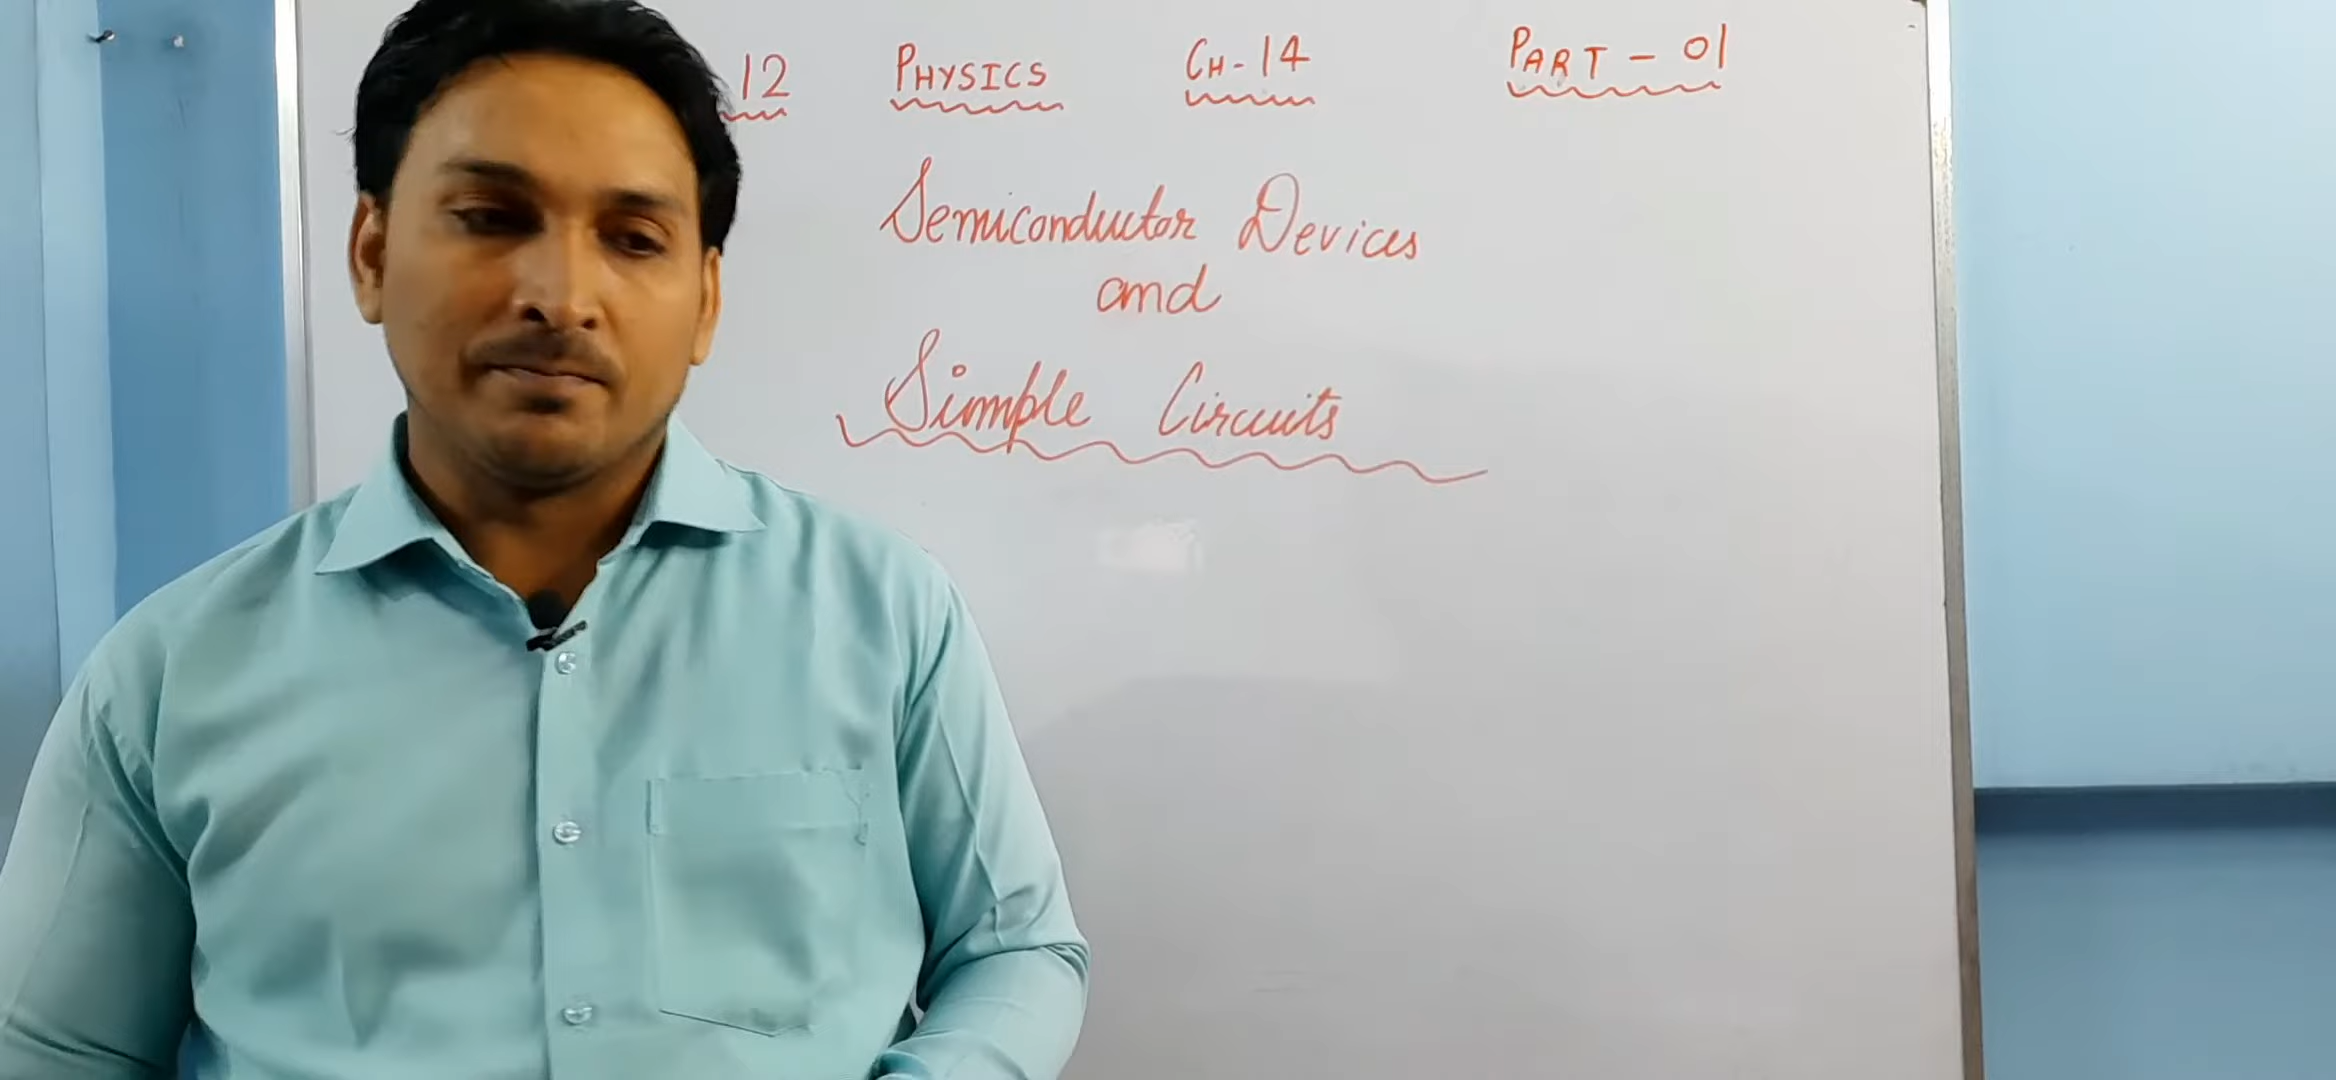 12 PHYSICS CH-14 PART-01
Semiconductor Devices
and
Simple Circuits